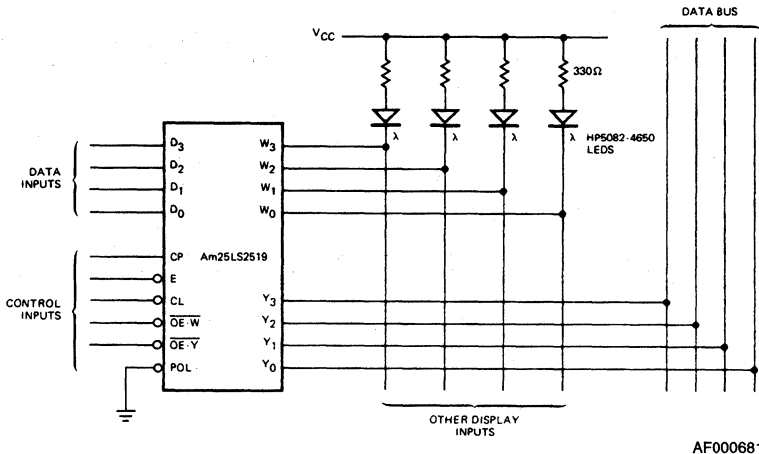 DATA BUS
VCC
330Ω
λ λ λ λ
HP5082-4650
LEDS
DATA
INPUTS
D3
D2
D1
D0
W3
W2
W1
W0
CP
Am25LS2519
E
CL
OE·W
OE·Y
POL
CONTROL
INPUTS
Y3
Y2
Y1
Y0
OTHER DISPLAY
INPUTS